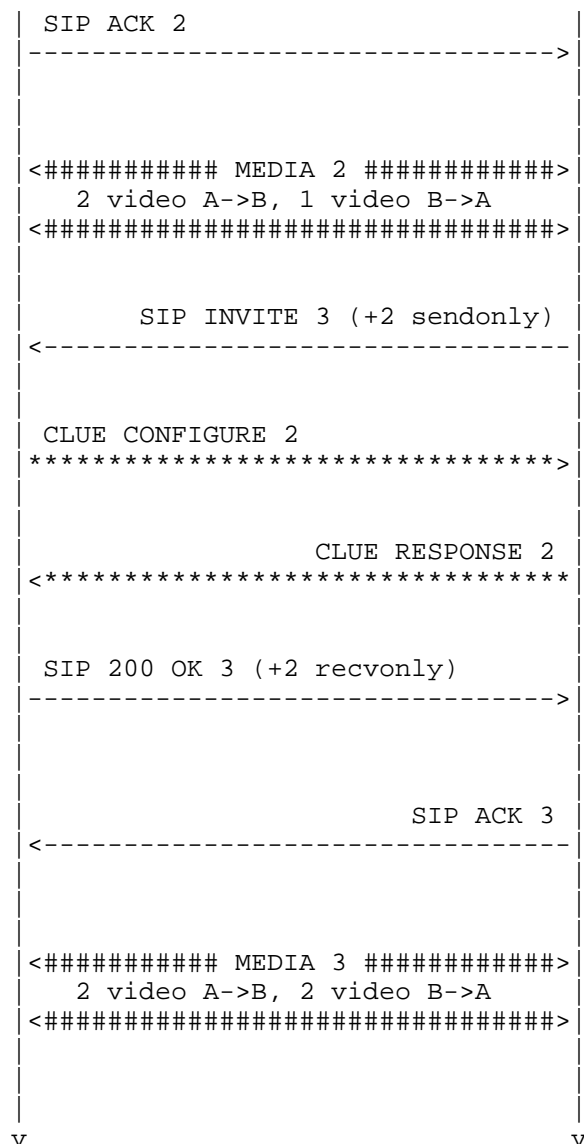 SIP ACK 2
|--------------------------------->|
<########### MEDIA 2 ############>
2 video A->B, 1 video B->A
<################################>
SIP INVITE 3 (+2 sendonly)
|<---------------------------------|
CLUE CONFIGURE 2
|*********************************>|
CLUE RESPONSE 2
|<*********************************|
SIP 200 OK 3 (+2 recvonly)
|--------------------------------->|
SIP ACK 3
|<---------------------------------|
<########### MEDIA 3 ############>
2 video A->B, 2 video B->A
<################################>
V V